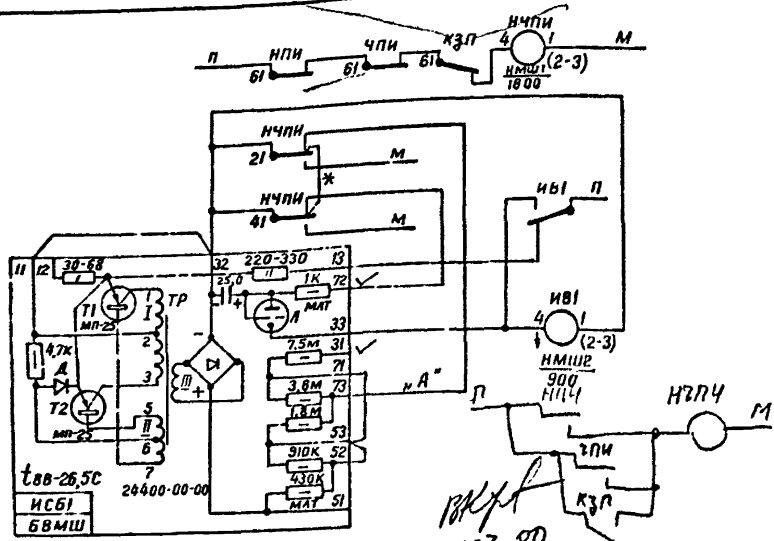 П
НПИ
61
ЧПИ
61
КЗП
61
НЧПИ
4
1
(2-3)
М
НМШ1
1800
НЧПИ
21
М
*
НЧПИ
41
М
ИВ1
П
11
12
30-68
32
220-330
13
25,0
+
1К
МЛТ
72
Т1
МП-25
1
I
ТР
2
3
Л
33
ИВ1
4
1
(2-3)
НМШ2
900
4,7К
Д
Т2
МП-25
-
III
+
7,5М
31
71
3,8М
73
„А"
1,8М
53
910К
52
430К
МЛТ
51
5
II
6
7
24400-00-00
tвв-26,5С
ИСБ1
БВМШ
П
НПЧ
НЧПЧ
М
ЧПИ
КЗП